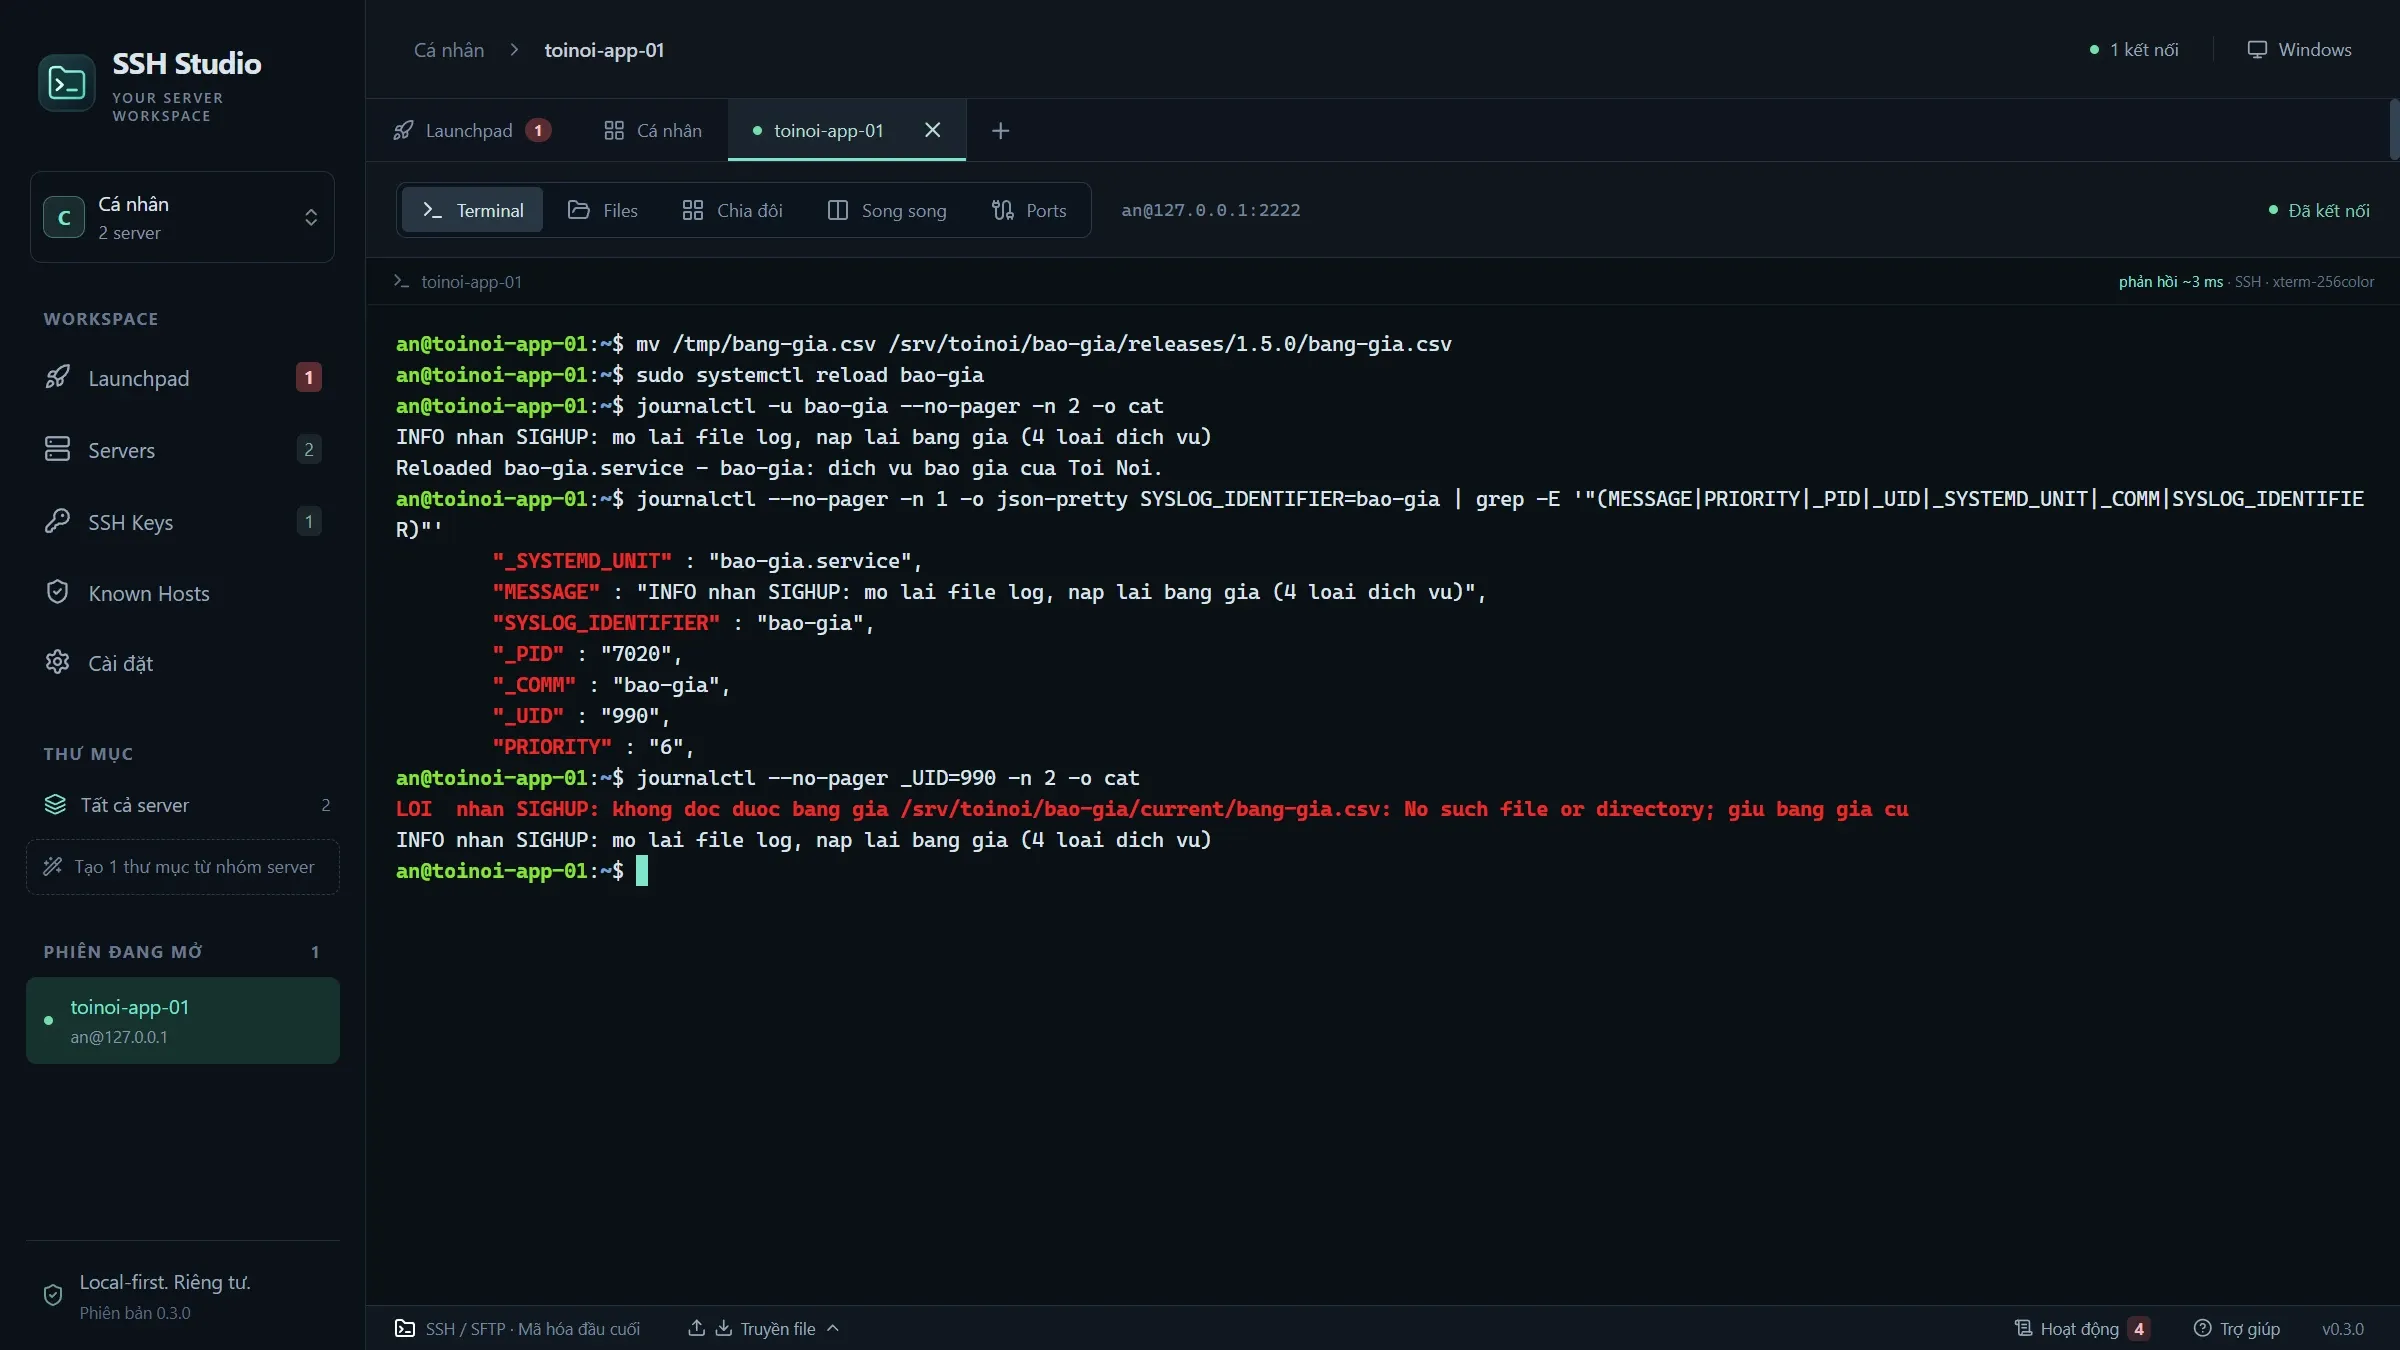 SSH Studio
YOUR SERVER
WORKSPACE
C
Cá nhân
2 server
WORKSPACE
Launchpad 1
Servers 2
SSH Keys 1
Known Hosts
Cài đặt
THƯ MỤC
Tất cả server 2
Tạo 1 thư mục từ nhóm server
PHIÊN ĐANG MỞ 1
toinoi-app-01
an@127.0.0.1
Local-first. Riêng tư.
Phiên bản 0.3.0
Cá nhân > toinoi-app-01
1 kết nối
Windows
Launchpad 1
Cá nhân
toinoi-app-01
Terminal
Files
Chia đôi
Song song
Ports
an@127.0.0.1:2222
Đã kết nối
toinoi-app-01
phản hồi ~3 ms · SSH · xterm-256color
an@toinoi-app-01:~$ mv /tmp/bang-gia.csv /srv/toinoi/bao-gia/releases/1.5.0/bang-gia.csv
an@toinoi-app-01:~$ sudo systemctl reload bao-gia
an@toinoi-app-01:~$ journalctl -u bao-gia --no-pager -n 2 -o cat
INFO nhan SIGHUP: mo lai file log, nap lai bang gia (4 loai dich vu)
Reloaded bao-gia.service - bao-gia: dich vu bao gia cua Toi Noi.
an@toinoi-app-01:~$ journalctl --no-pager -n 1 -o json-pretty SYSLOG_IDENTIFIER=bao-gia | grep -E '"(MESSAGE|PRIORITY|_PID|_UID|_SYSTEMD_UNIT|_COMM|SYSLOG_IDENTIFIE
R)"'
"_SYSTEMD_UNIT" : "bao-gia.service",
"MESSAGE" : "INFO nhan SIGHUP: mo lai file log, nap lai bang gia (4 loai dich vu)",
"SYSLOG_IDENTIFIER" : "bao-gia",
"_PID" : "7020",
"_COMM" : "bao-gia",
"_UID" : "990",
"PRIORITY" : "6",
an@toinoi-app-01:~$ journalctl --no-pager _UID=990 -n 2 -o cat
LOI  nhan SIGHUP: khong doc duoc bang gia /srv/toinoi/bao-gia/current/bang-gia.csv: No such file or directory; giu bang gia cu
INFO nhan SIGHUP: mo lai file log, nap lai bang gia (4 loai dich vu)
an@toinoi-app-01:~$
SSH / SFTP · Mã hóa đầu cuối
Truyền file
Hoạt động 4
Trợ giúp
v0.3.0